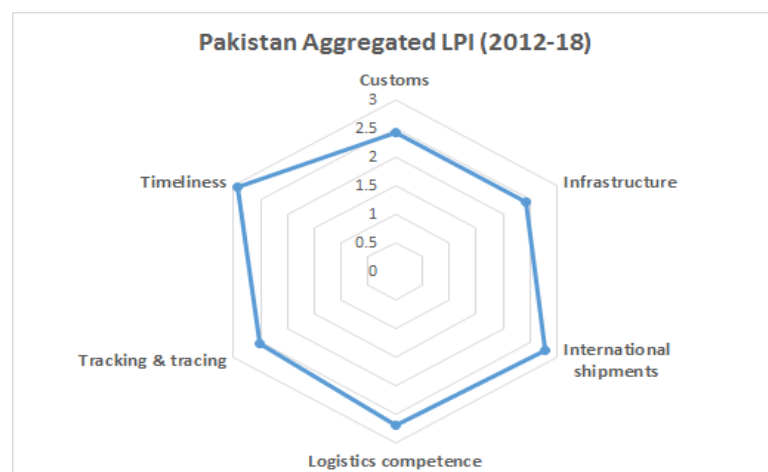 Pakistan Aggregated LPI (2012-18)
Customs
3
2.5
2
1.5
1
0.5
0
Timeliness
Infrastructure
Tracking & tracing
International
shipments
Logistics competence